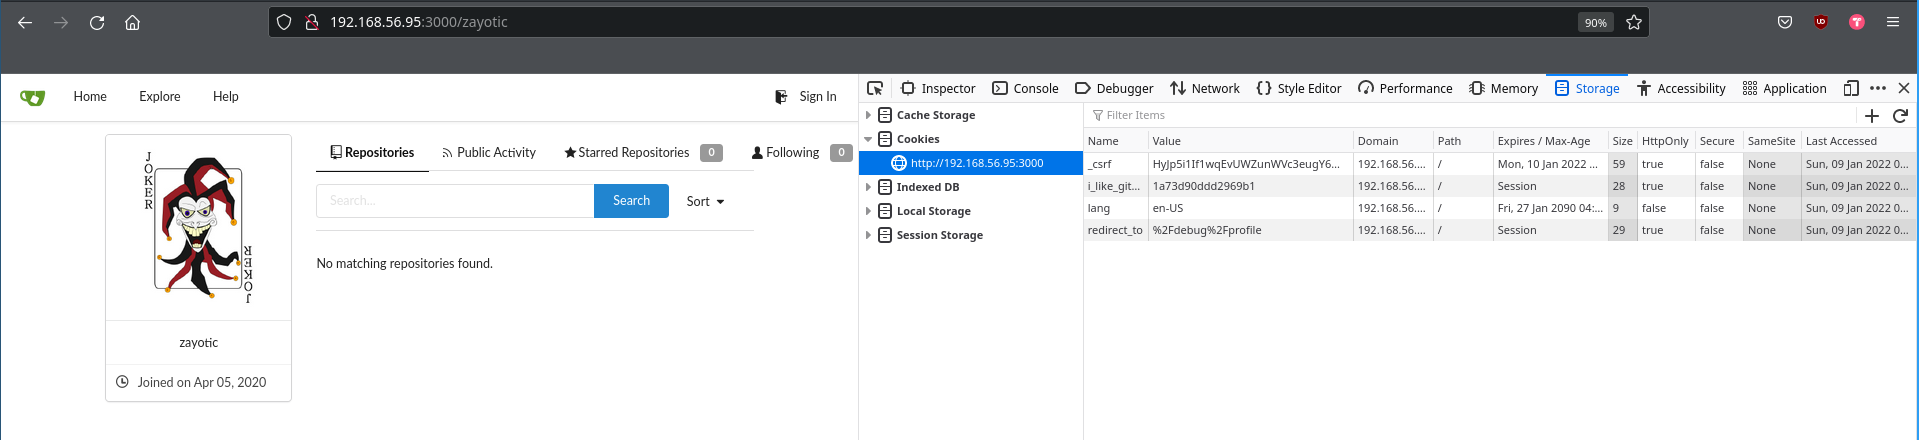 192.168.56.95:3000/zayotic 90%
Home Explore Help Sign In
JOKER
JOKER
zayotic
Joined on Apr 05, 2020
Repositories Public Activity Starred Repositories 0 Following 0
Search... Search Sort
No matching repositories found.
Inspector Console Debugger Network Style Editor Performance Memory Storage Accessibility Application
Cache Storage
Cookies
http://192.168.56.95:3000
Indexed DB
Local Storage
Session Storage
Filter Items
Name Value Domain Path Expires / Max-Age Size HttpOnly Secure SameSite Last Accessed
_csrf HyJp5i1If1wqEvUWZunWVc3eugY6... 192.168.56.... / Mon, 10 Jan 2022 ... 59 true false None Sun, 09 Jan 2022 0...
i_like_git... 1a73d90ddd2969b1 192.168.56.... / Session 28 true false None Sun, 09 Jan 2022 0...
lang en-US 192.168.56.... / Fri, 27 Jan 2090 04:... 9 false false None Sun, 09 Jan 2022 0...
redirect_to %2Fdebug%2Fprofile 192.168.56.... / Session 29 true false None Sun, 09 Jan 2022 0...